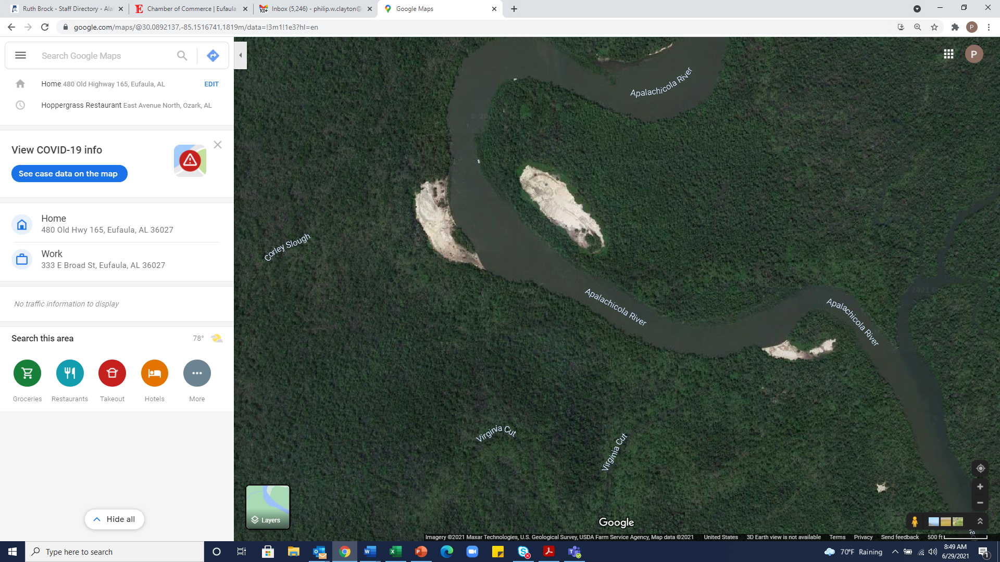 Ruth Brock - Staff Directory - Ala
Chamber of Commerce | Eufaula
Inbox (5,246) - philip.w.clayton@
Google Maps
google.com/maps/@30.0892137,-85.1516741,1819m/data=!3m1!1e3?hl=en
P
Search Google Maps
Home 480 Old Highway 165, Eufaula, AL
EDIT
Hoppergrass Restaurant East Avenue North, Ozark, AL
View COVID-19 info
See case data on the map
Home
480 Old Hwy 165, Eufaula, AL 36027
Work
333 E Broad St, Eufaula, AL 36027
No traffic information to display
Search this area
78°
Groceries
Restaurants
Takeout
Hotels
More
Hide all
P
Apalachicola River
Corley Slough
Apalachicola River
Apalachicola River
Virginia Cut
Virginia Cut
Layers
Google
Imagery ©2021 Maxar Technologies, U.S. Geological Survey, USDA Farm Service Agency, Map data ©2021
United States
3D Earth view is not available
Terms
Privacy
Send feedback
500 ft
Type here to search
70°F Raining
8:49 AM
6/29/2021
1